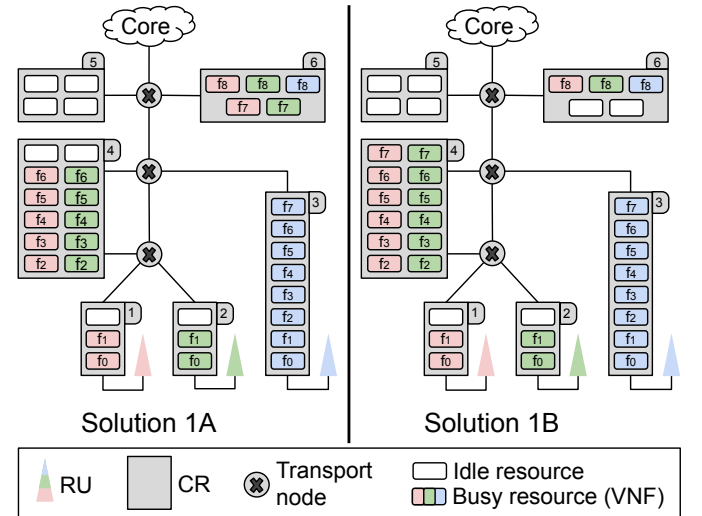 Core
5
6
f8 f8 f8
f7 f7
4
f6 f6
f5 f5
f4 f4
f3 f3
f2 f2
3
f7
f6
f5
f4
f3
f2
f1
f0
1
f1
f0
2
f1
f0
Solution 1A
Core
5
6
f8 f8 f8
4
f7 f7
f6 f6
f5 f5
f4 f4
f3 f3
f2 f2
3
f7
f6
f5
f4
f3
f2
f1
f0
1
f1
f0
2
f1
f0
Solution 1B
RU
CR
Transport
node
Idle resource
Busy resource (VNF)